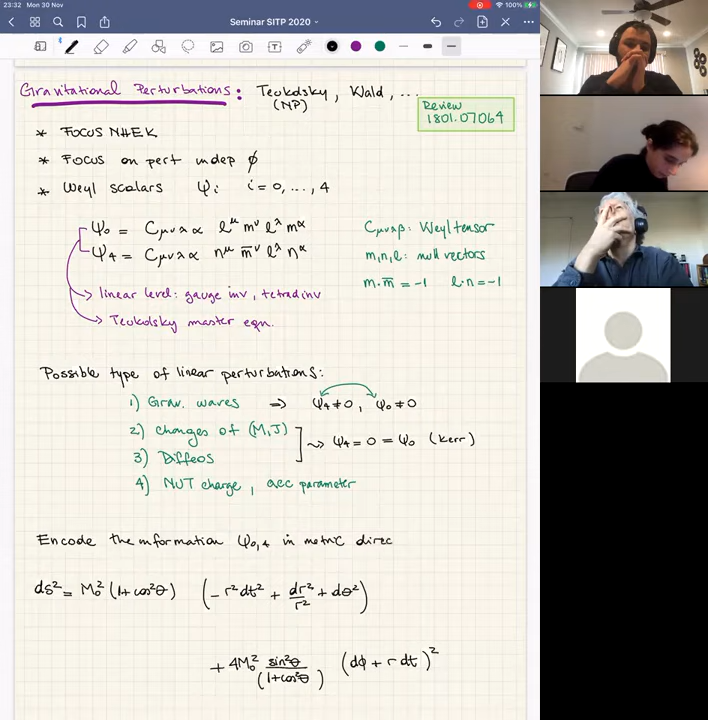 23:32 Mon 30 Nov
100%
Seminar SITP 2020
Gravitational Perturbations: Teukolsky, Wald, ...
(NP)
Review
1801.07064
* FOCUS NHEK
* FOCUS on pert indep ϕ
* Weyl scalars ψᵢ i=0, ..., 4
ψ₀ = Cμνλα l^μ m^ν l^λ m^α
ψ₄ = Cμνλα n^μ m̄^ν l^λ n^α
Cμναβ: Weyl tensor
m, n, l: null vectors
m·m̄ = -1 l·n = -1
linear level: gauge inv, tetrad inv
Teukolsky master eqn.
Possible type of linear perturbations:
1) Grav. waves ⇒ ψ₄≠0, ψ₀≠0
2) changes of (M,J)
3) Diffeos
⇝ ψ₄=0=ψ₀ (kerr)
4) NUT charge, acc parameter
Encode the information ψ₀,₄ in metric direc
ds² = M₀² (1+cos²θ) (-r²dt² + dr²/r² + dθ²)
+ 4M₀² sin²θ/(1+cos²θ) (dϕ + r dt)²